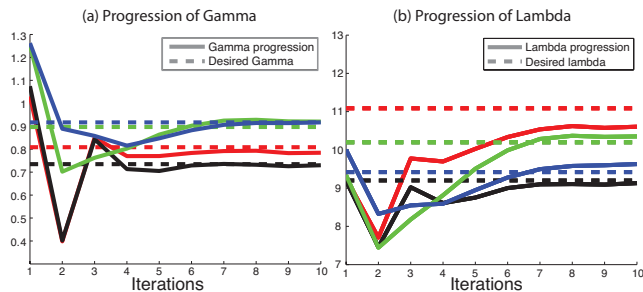 (a) Progression of Gamma
1.3
1.2
1.1
1
0.9
0.8
0.7
0.6
0.5
0.4
Gamma progression
Desired Gamma
1 2 3 4 5 6 7 8 9 10
Iterations
(b) Progression of Lambda
13
12
11
10
9
8
7
Lambda progression
Desired lambda
1 2 3 4 5 6 7 8 9 10
Iterations